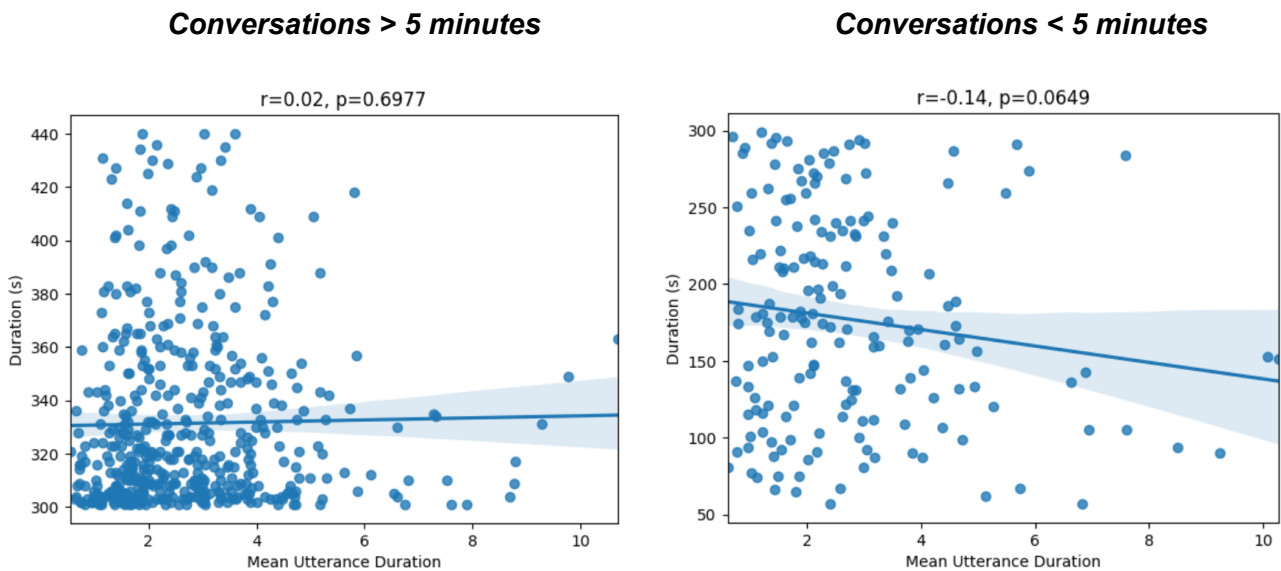 Conversations > 5 minutes
r=0.02, p=0.6977
440
420
400
380
360
340
320
300
Duration (s)
2 4 6 8 10
Mean Utterance Duration
Conversations < 5 minutes
r=-0.14, p=0.0649
300
250
200
150
100
50
Duration (s)
2 4 6 8 10
Mean Utterance Duration